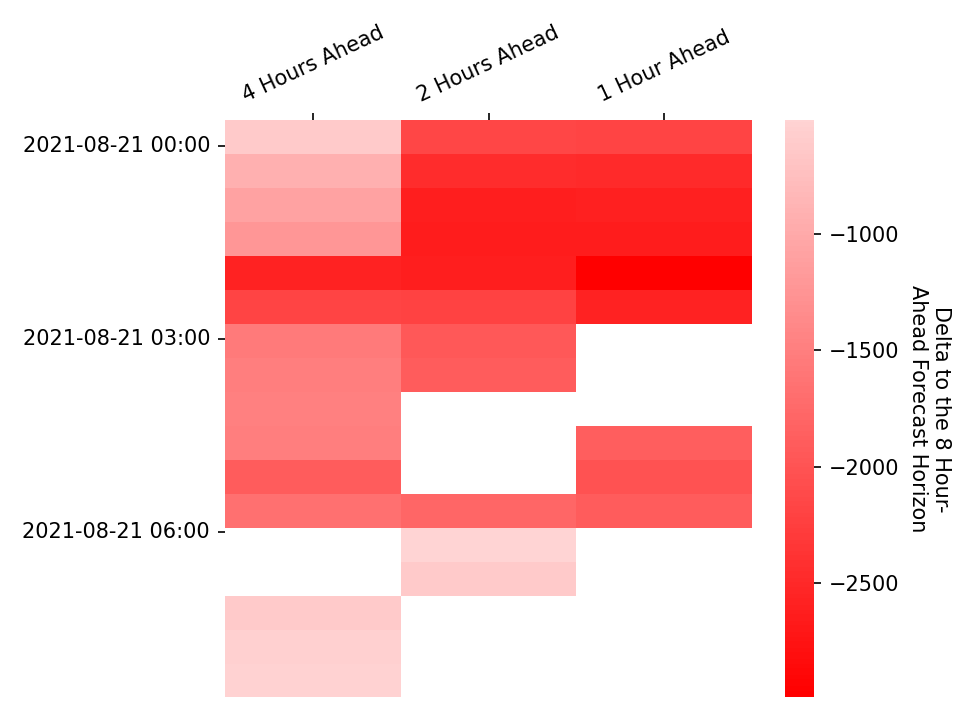 4 Hours Ahead
2 Hours Ahead
1 Hour Ahead
2021-08-21 00:00
2021-08-21 03:00
2021-08-21 06:00
−1000
−1500
−2000
−2500
Delta to the 8 Hour-
Ahead Forecast Horizon